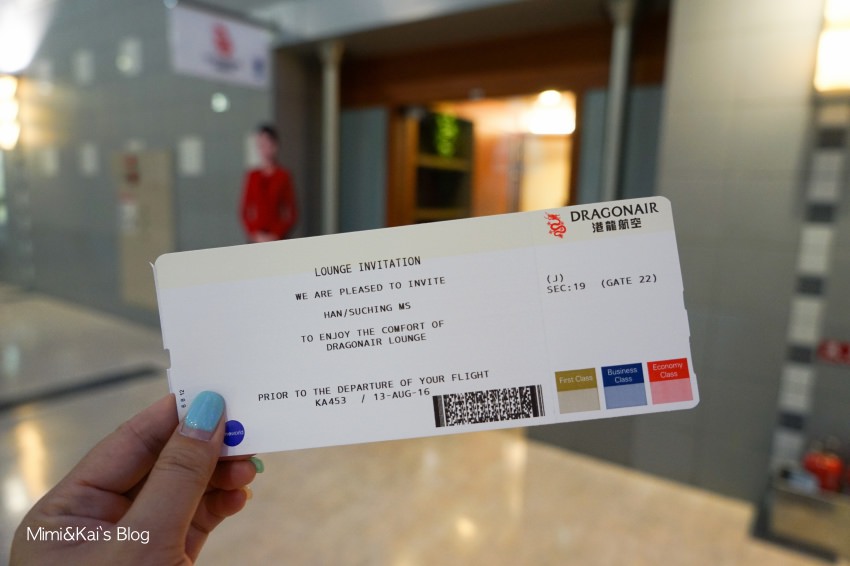 DRAGONAIR
港龍航空
LOUNGE INVITATION
WE ARE PLEASED TO INVITE
HAN/SUCHING MS
TO ENJOY THE COMFORT OF
DRAGONAIR LOUNGE
PRIOR TO THE DEPARTURE OF YOUR FLIGHT
KA453 / 13-AUG-16
(J)
SEC:19 (GATE 22)
First Class
Business
Class
Economy
Class
Mimi&Kai`s Blog